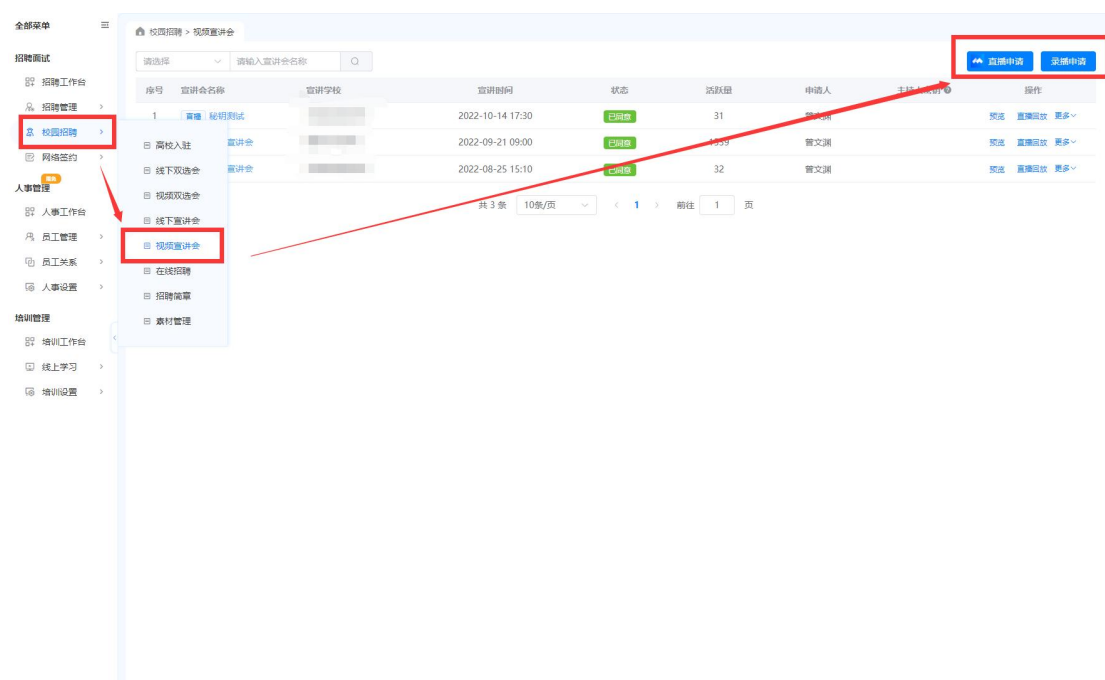 全部菜单
校园招聘 > 视频宣讲会
招聘面试
请选择 请输入宣讲会名称
直播申请 录播申请
招聘工作台
序号 宣讲会名称 宣讲学校 宣讲时间 状态 活跃量 申请人 操作
招聘管理
1 直播 秘钥测试 2022-10-14 17:30 已同意 31 预览 直播回放 更多
校园招聘
高校入驻
宣讲会 2022-09-21 09:00 已同意 曾文渊 预览 直播回放 更多
网络签约
线下双选会
宣讲会 2022-08-25 15:10 已同意 32 曾文渊 预览 直播回放 更多
人事管理
视频双选会
人事工作台
共 3 条 10条/页 1 前往 1 页
线下宣讲会
员工管理
视频宣讲会
员工关系
在线招聘
人事设置
招聘简章
培训管理
素材管理
培训工作台
线上学习
培训设置